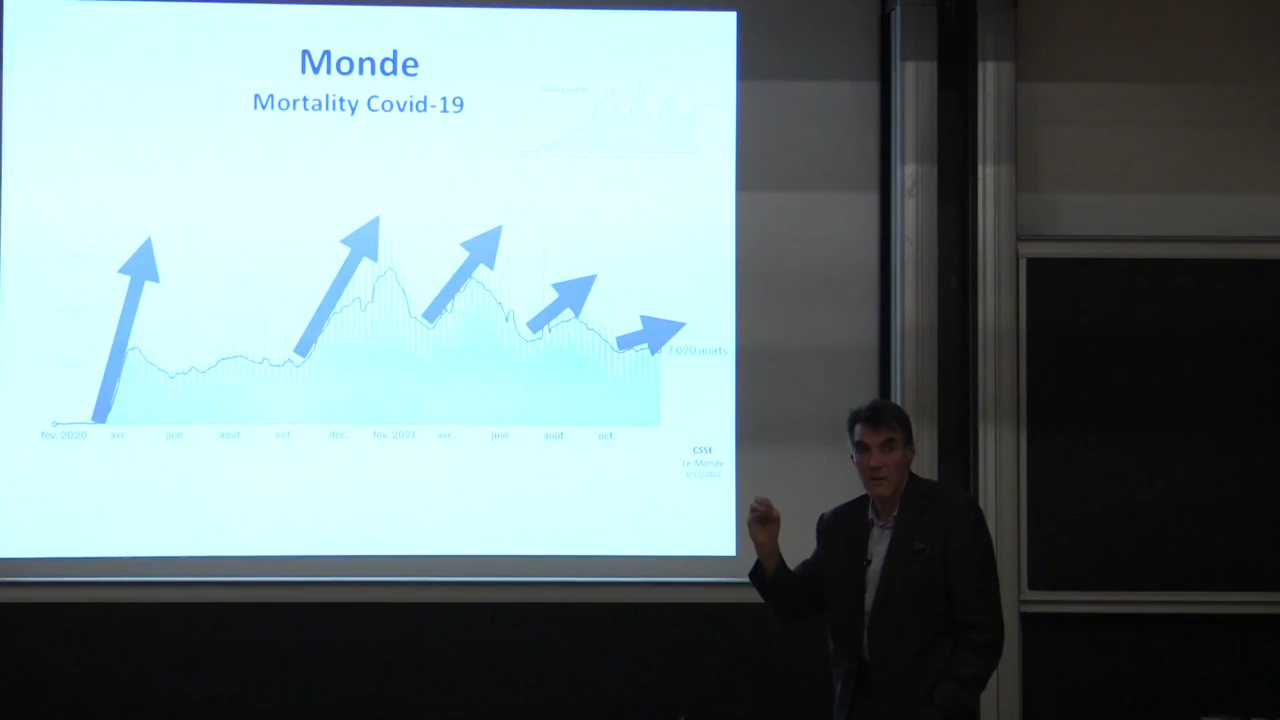 Monde
Mortality Covid-19
7 020 morts
fév. 2020 avr. juin août oct. déc. fév. 2021 avr. juin août oct.
CSSE
Le Monde